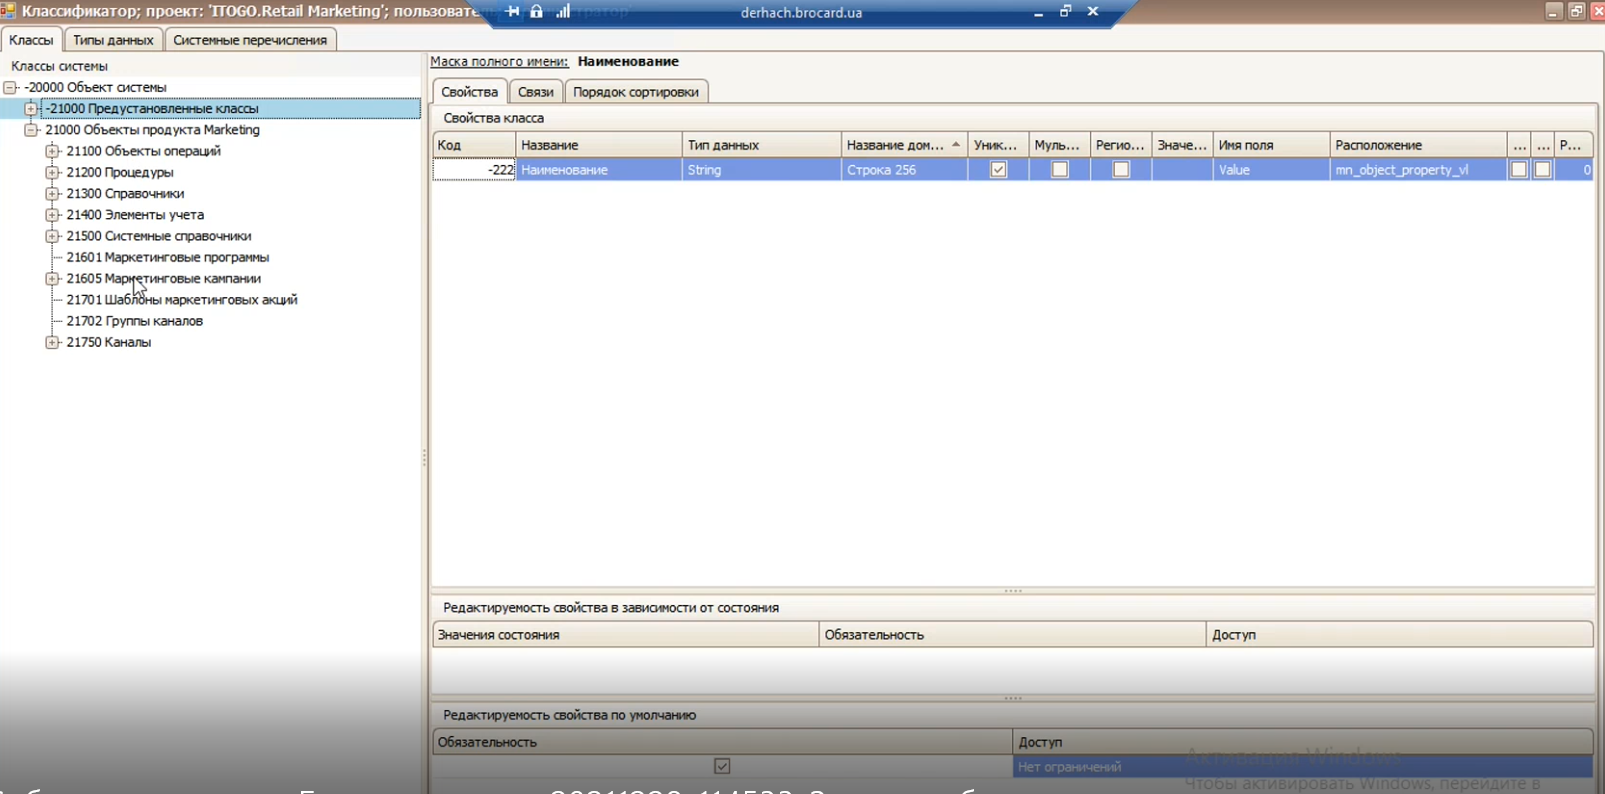 Классификатор; проект: 'ITOGO.Retail Marketing'; пользовате
derhach.brocard.ua
Классы
Типы данных
Системные перечисления
Классы системы
-20000 Объект системы
-21000 Предустановленные классы
21000 Объекты продукта Marketing
21100 Объекты операций
21200 Процедуры
21300 Справочники
21400 Элементы учета
21500 Системные справочники
21601 Маркетинговые программы
21605 Маркетинговые кампании
21701 Шаблоны маркетинговых акций
21702 Группы каналов
21750 Каналы
Маска полного имени: Наименование
Свойства
Связи
Порядок сортировки
Свойства класса
Код Название Тип данных Название дом... Уник... Муль... Регио... Значе... Имя поля Расположение ... ... Р...
-222 Наименование String Строка 256 Value mn_object_property_vl 0
Редактируемость свойства в зависимости от состояния
Значения состояния Обязательность Доступ
Редактируемость свойства по умолчанию
Обязательность Доступ
Нет ограничений
Активация Windows
Чтобы активировать Windows, перейдите в